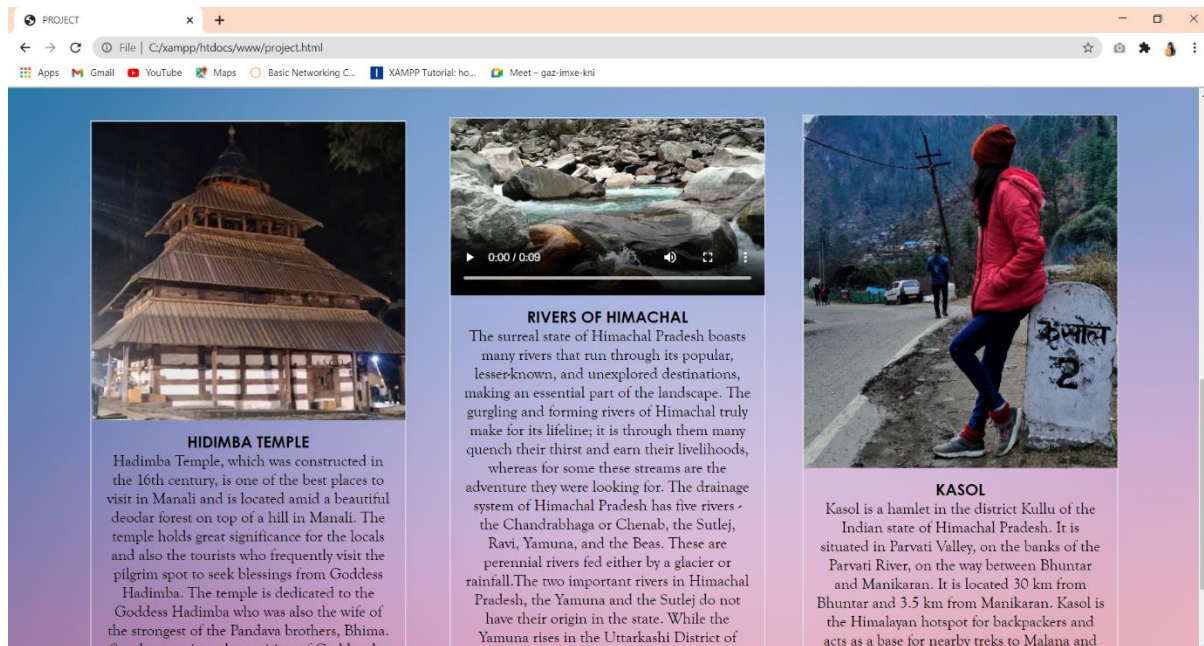 PROJECT
File | C:/xampp/htdocs/www/project.html
Apps
Gmail
YouTube
Maps
Basic Networking C...
XAMPP Tutorial: ho...
Meet – gaz-imxe-kni
HIDIMBA TEMPLE
Hadimba Temple, which was constructed in
the 16th century, is one of the best places to
visit in Manali and is located amid a beautiful
deodar forest on top of a hill in Manali. The
temple holds great significance for the locals
and also the tourists who frequently visit the
pilgrim spot to seek blessings from Goddess
Hadimba. The temple is dedicated to the
Goddess Hadimba who was also the wife of
the strongest of the Pandava brothers, Bhima.
0:00 / 0:09
RIVERS OF HIMACHAL
The surreal state of Himachal Pradesh boasts
many rivers that run through its popular,
lesser-known, and unexplored destinations,
making an essential part of the landscape. The
gurgling and forming rivers of Himachal truly
make for its lifeline; it is through them many
quench their thirst and earn their livelihoods,
whereas for some these streams are the
adventure they were looking for. The drainage
system of Himachal Pradesh has five rivers -
the Chandrabhaga or Chenab, the Sutlej,
Ravi, Yamuna, and the Beas. These are
perennial rivers fed either by a glacier or
rainfall.The two important rivers in Himachal
Pradesh, the Yamuna and the Sutlej do not
have their origin in the state. While the
Yamuna rises in the Uttarkashi District of
कसोल
2
KASOL
Kasol is a hamlet in the district Kullu of the
Indian state of Himachal Pradesh. It is
situated in Parvati Valley, on the banks of the
Parvati River, on the way between Bhuntar
and Manikaran. It is located 30 km from
Bhuntar and 3.5 km from Manikaran. Kasol is
the Himalayan hotspot for backpackers and
acts as a base for nearby treks to Malana and